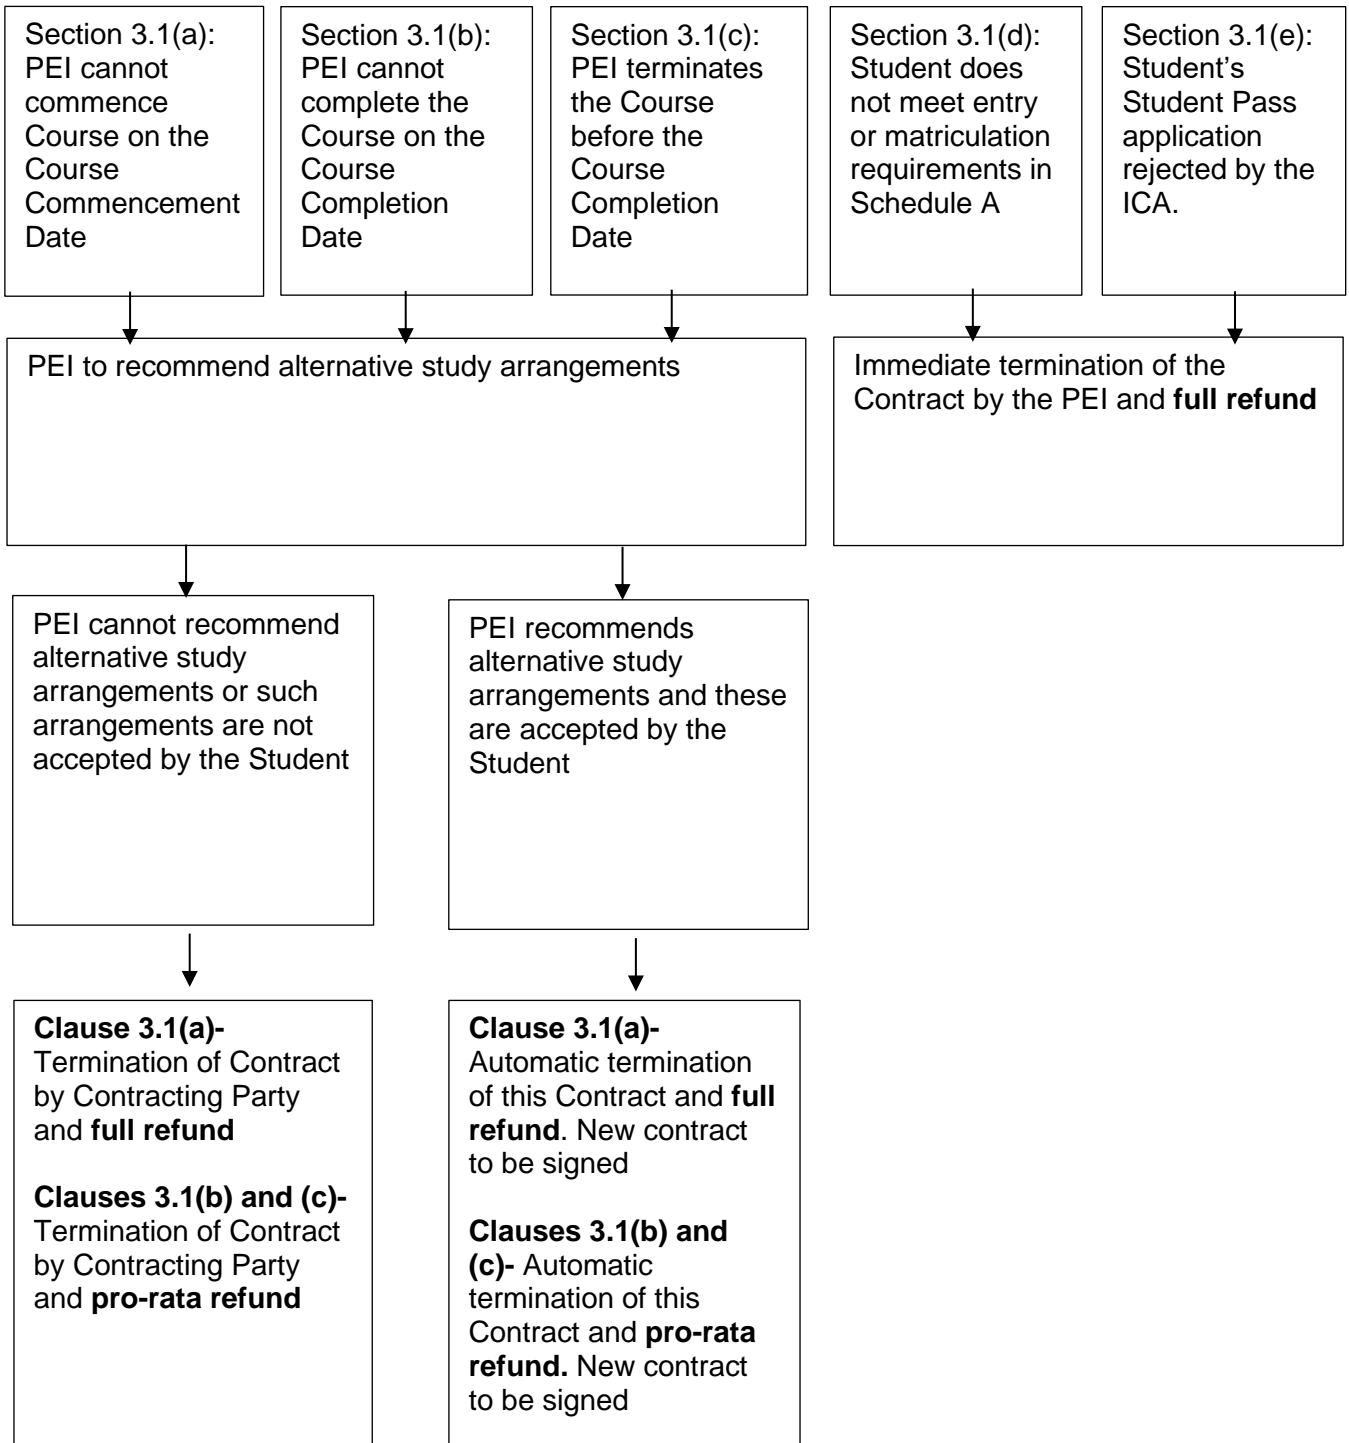 Section 3.1(a):
PEI cannot
commence
Course on the
Course
Commencement
Date
Section 3.1(b):
PEI cannot
complete the
Course on the
Course
Completion
Date
Section 3.1(c):
PEI terminates
the Course
before the
Course
Completion
Date
Section 3.1(d):
Student does
not meet entry
or matriculation
requirements in
Schedule A
Section 3.1(e):
Student’s
Student Pass
application
rejected by the
ICA.
PEI to recommend alternative study arrangements
Immediate termination of the
Contract by the PEI and full refund
PEI cannot recommend
alternative study
arrangements or such
arrangements are not
accepted by the Student
PEI recommends
alternative study
arrangements and these
are accepted by the
Student
Clause 3.1(a)-
Termination of Contract
by Contracting Party
and full refund
Clauses 3.1(b) and (c)-
Termination of Contract
by Contracting Party
and pro-rata refund
Clause 3.1(a)-
Automatic termination
of this Contract and full
refund. New contract
to be signed
Clauses 3.1(b) and
(c)- Automatic
termination of this
Contract and pro-rata
refund. New contract
to be signed